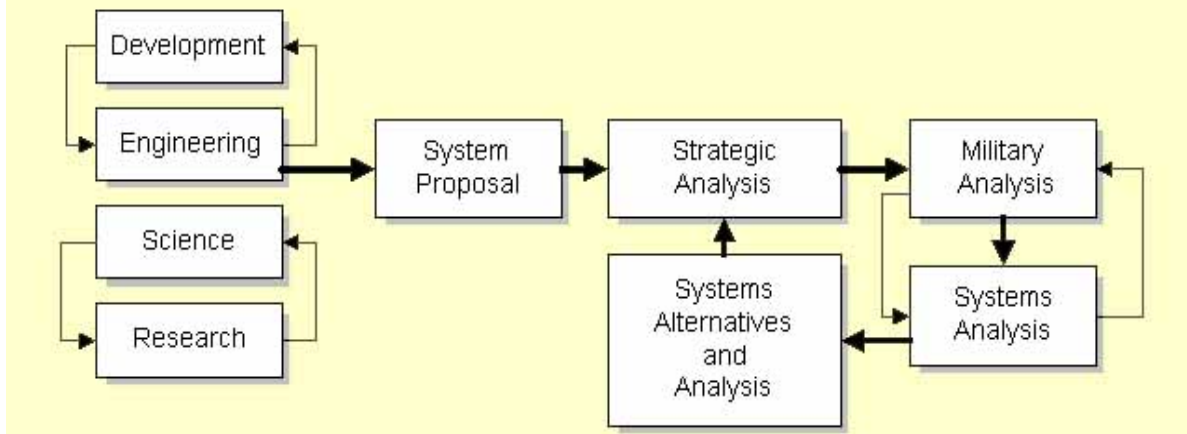 Development
Engineering
Science
Research
System
Proposal
Strategic
Analysis
Military
Analysis
Systems
Alternatives
and
Analysis
Systems
Analysis